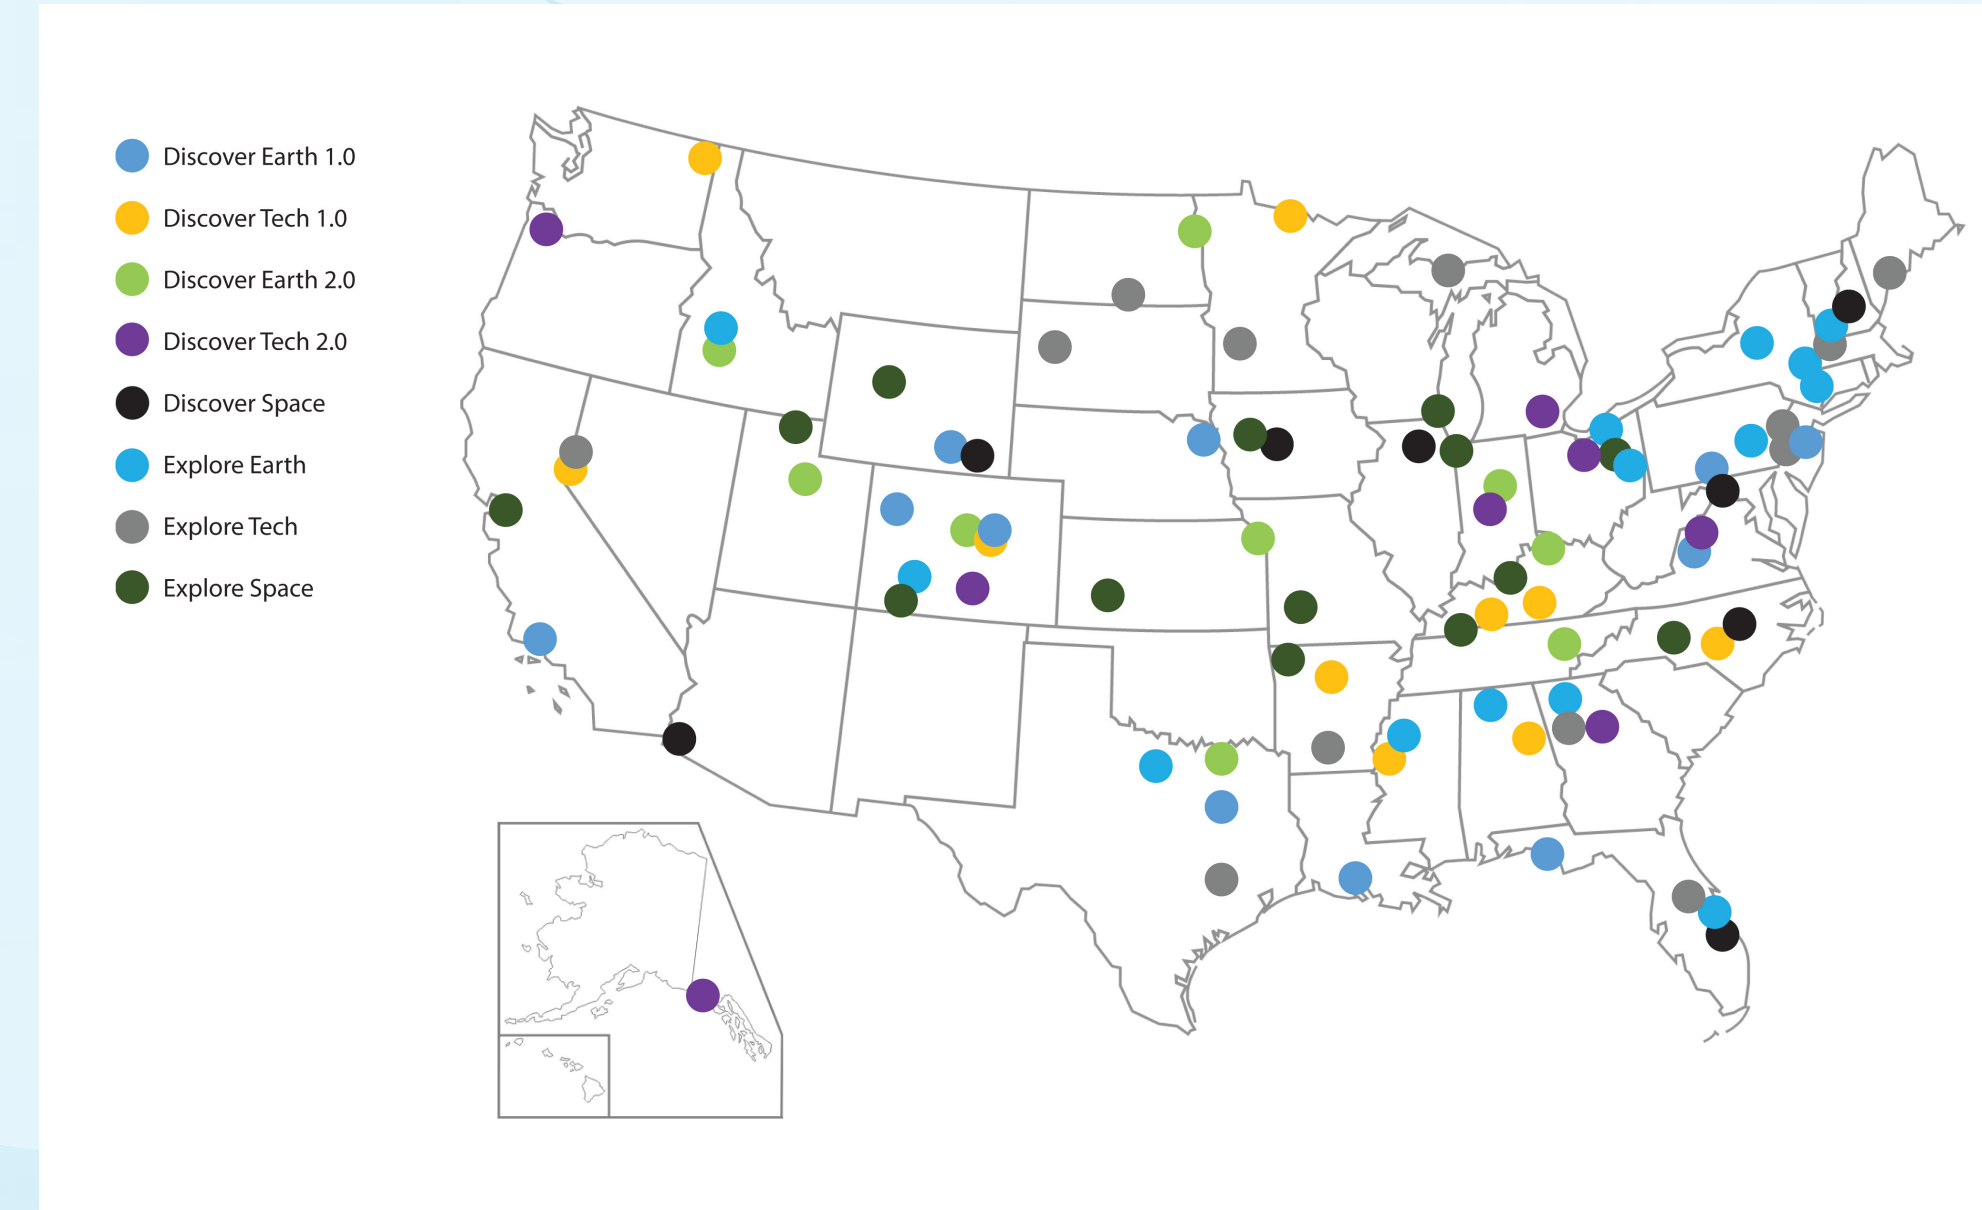 Discover Earth 1.0
Discover Tech 1.0
Discover Earth 2.0
Discover Tech 2.0
Discover Space
Explore Earth
Explore Tech
Explore Space